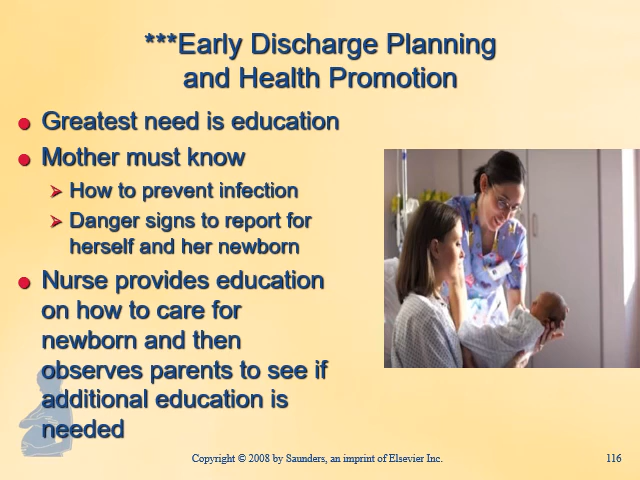 ***Early Discharge Planning
and Health Promotion
Greatest need is education
Mother must know
How to prevent infection
Danger signs to report for
herself and her newborn
Nurse provides education
on how to care for
newborn and then
observes parents to see if
additional education is
needed
Copyright © 2008 by Saunders, an imprint of Elsevier Inc.
116